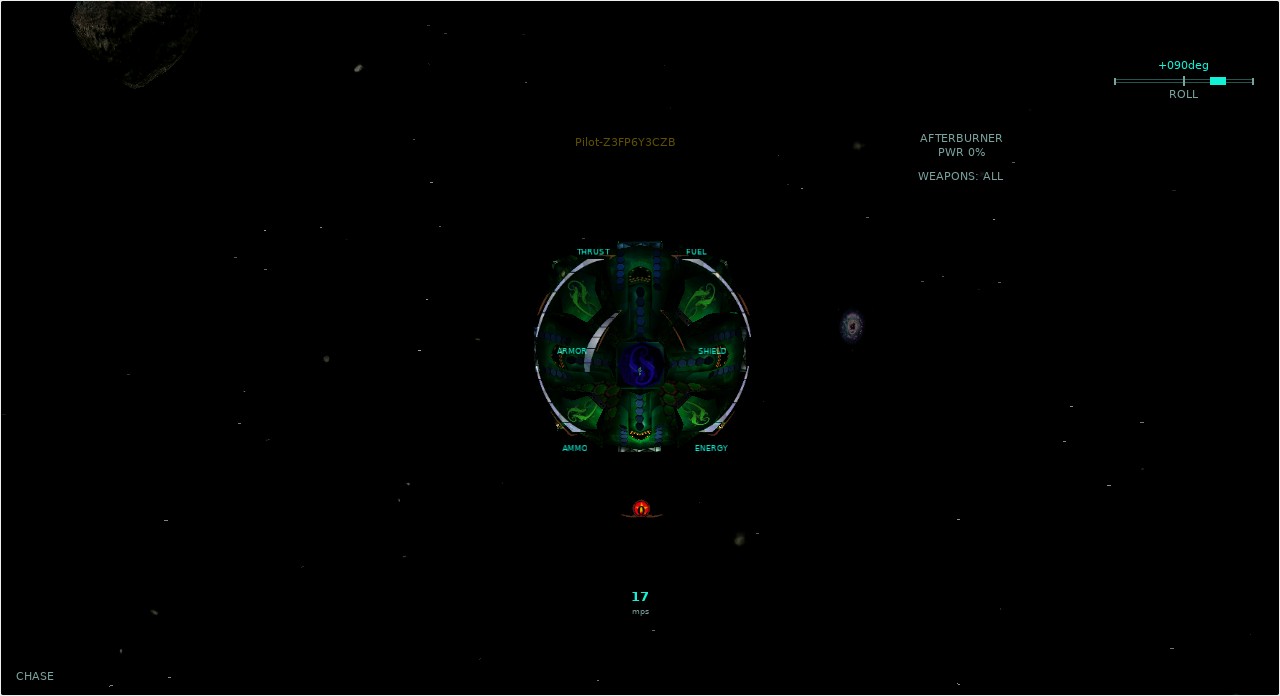 +090deg
ROLL
Pilot-Z3FP6Y3CZB
AFTERBURNER
PWR 0%
WEAPONS: ALL
THRUST
FUEL
ARMOR
SHIELD
AMMO
ENERGY
17
mps
CHASE